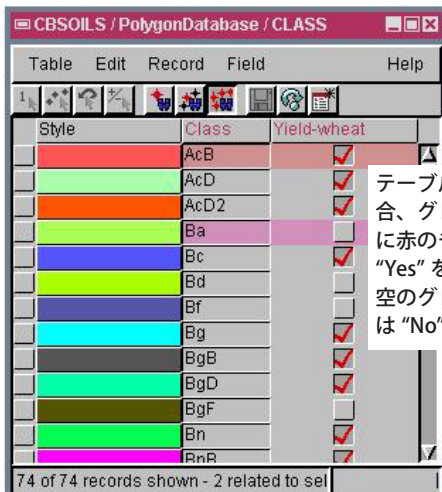 CBSOILS / PolygonDatabase / CLASS
Table Edit Record Field Help
Style Class Yield-wheat
AcB
AcD
AcD2
Ba
Bc
Bd
Bf
Bg
BgB
BgD
BgF
Bn
BnB
テーブル
合、グ
に赤の
“Yes” を
空のグ
は “No”
74 of 74 records shown - 2 related to sel